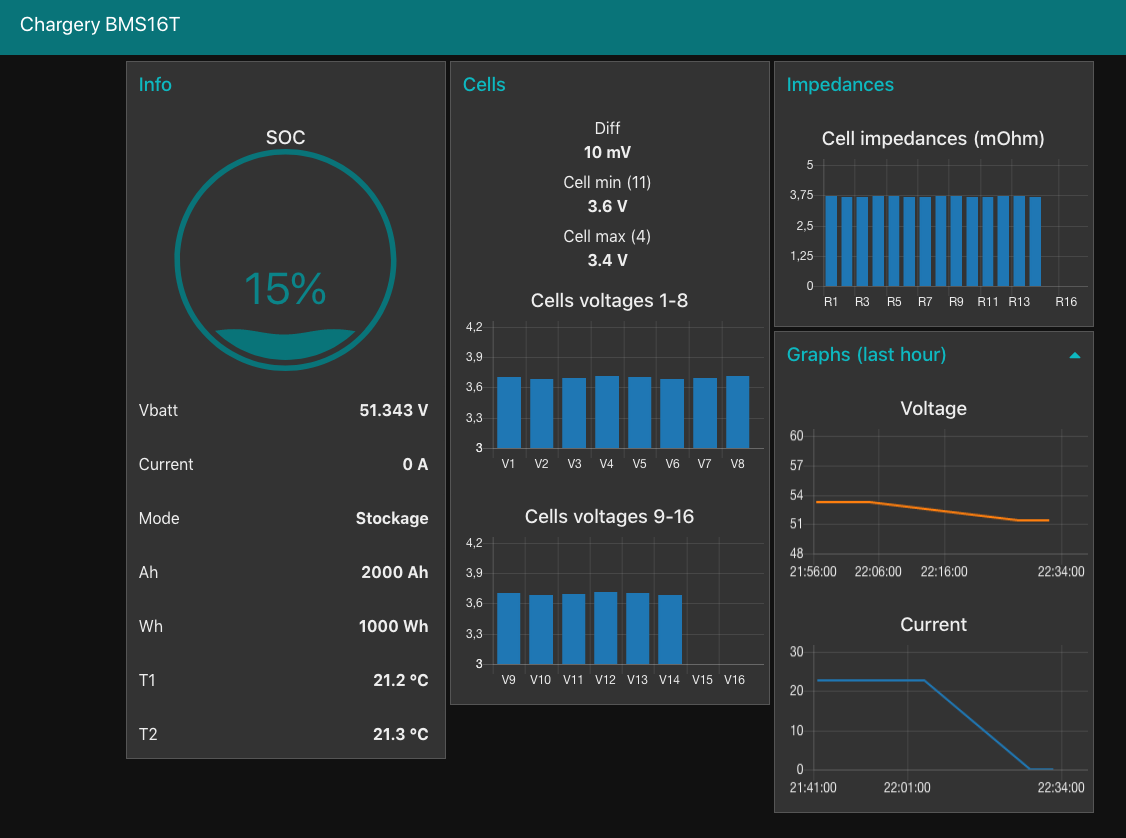 Chargery BMS16T
Info
SOC
15%
Vbatt 51.343 V
Current 0 A
Mode Stockage
Ah 2000 Ah
Wh 1000 Wh
T1 21.2 ºC
T2 21.3 ºC
Cells
Diff
10 mV
Cell min (11)
3.6 V
Cell max (4)
3.4 V
Cells voltages 1-8
4,2
3,9
3,6
3,3
3
V1 V2 V3 V4 V5 V6 V7 V8
Cells voltages 9-16
4,2
3,9
3,6
3,3
3
V9 V10 V11 V12 V13 V14 V15 V16
Impedances
Cell impedances (mOhm)
5
3,75
2,5
1,25
0
R1 R3 R5 R7 R9 R11 R13 R16
Graphs (last hour)
Voltage
60
57
54
51
48
21:56:00 22:06:00 22:16:00 22:34:00
Current
30
20
10
0
21:41:00 22:01:00 22:34:00